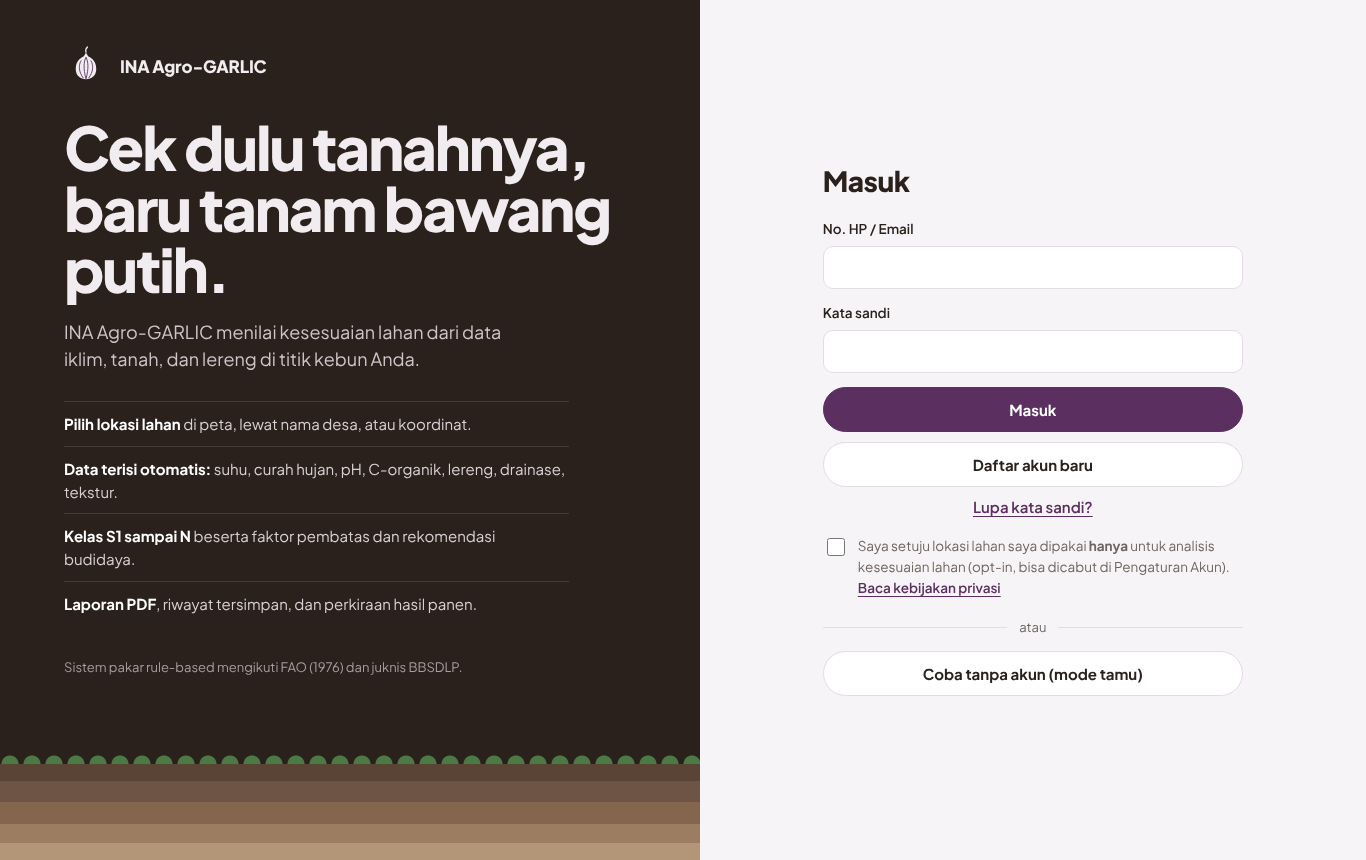 INA Agro-GARLIC
Cek dulu tanahnya,
baru tanam bawang
putih.
INA Agro-GARLIC menilai kesesuaian lahan dari data
iklim, tanah, dan lereng di titik kebun Anda.
Pilih lokasi lahan di peta, lewat nama desa, atau koordinat.
Data terisi otomatis: suhu, curah hujan, pH, C-organik, lereng, drainase,
tekstur.
Kelas S1 sampai N beserta faktor pembatas dan rekomendasi
budidaya.
Laporan PDF, riwayat tersimpan, dan perkiraan hasil panen.
Sistem pakar rule-based mengikuti FAO (1976) dan juknis BBSDLP.
Masuk
No. HP / Email
Kata sandi
Masuk
Daftar akun baru
Lupa kata sandi?
Saya setuju lokasi lahan saya dipakai hanya untuk analisis
kesesuaian lahan (opt-in, bisa dicabut di Pengaturan Akun).
Baca kebijakan privasi
atau
Coba tanpa akun (mode tamu)